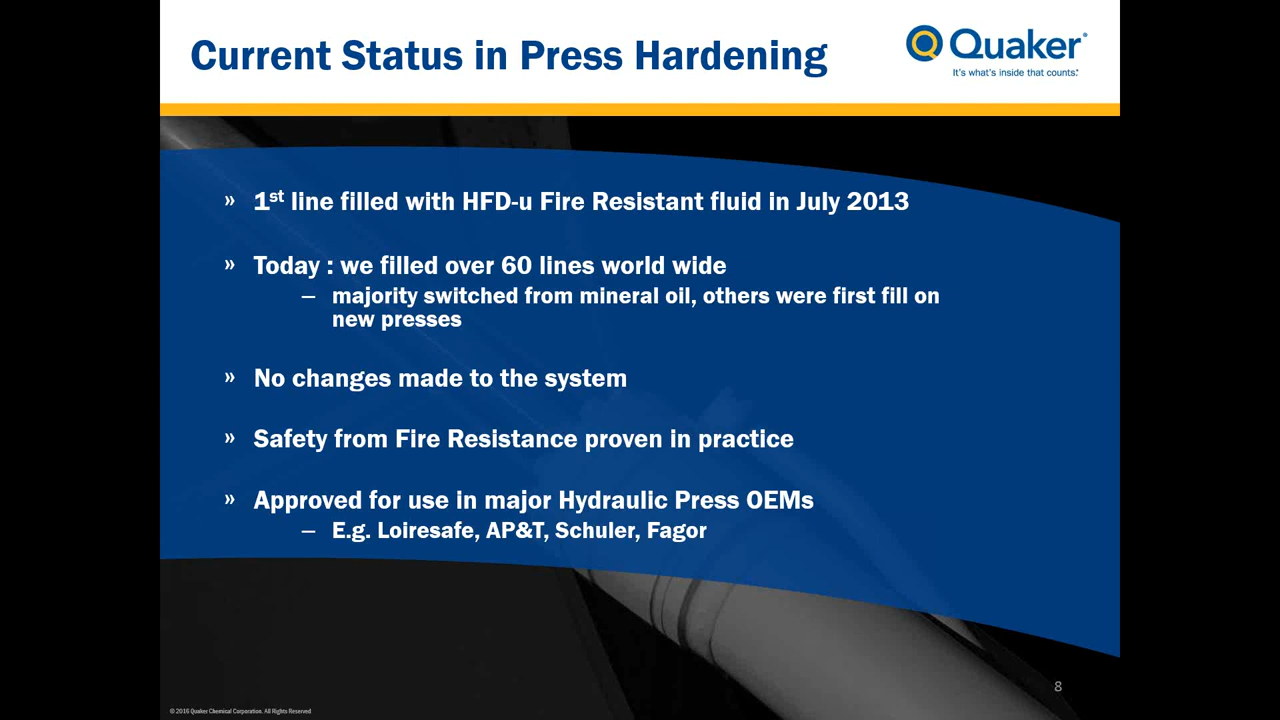 Current Status in Press Hardening
Quaker®
It's what's inside that counts.™
» 1st line filled with HFD-u Fire Resistant fluid in July 2013
» Today : we filled over 60 lines world wide
– majority switched from mineral oil, others were first fill on
new presses
» No changes made to the system
» Safety from Fire Resistance proven in practice
» Approved for use in major Hydraulic Press OEMs
– E.g. Loiresafe, AP&T, Schuler, Fagor
8
© 2016 Quaker Chemical Corporation. All Rights Reserved